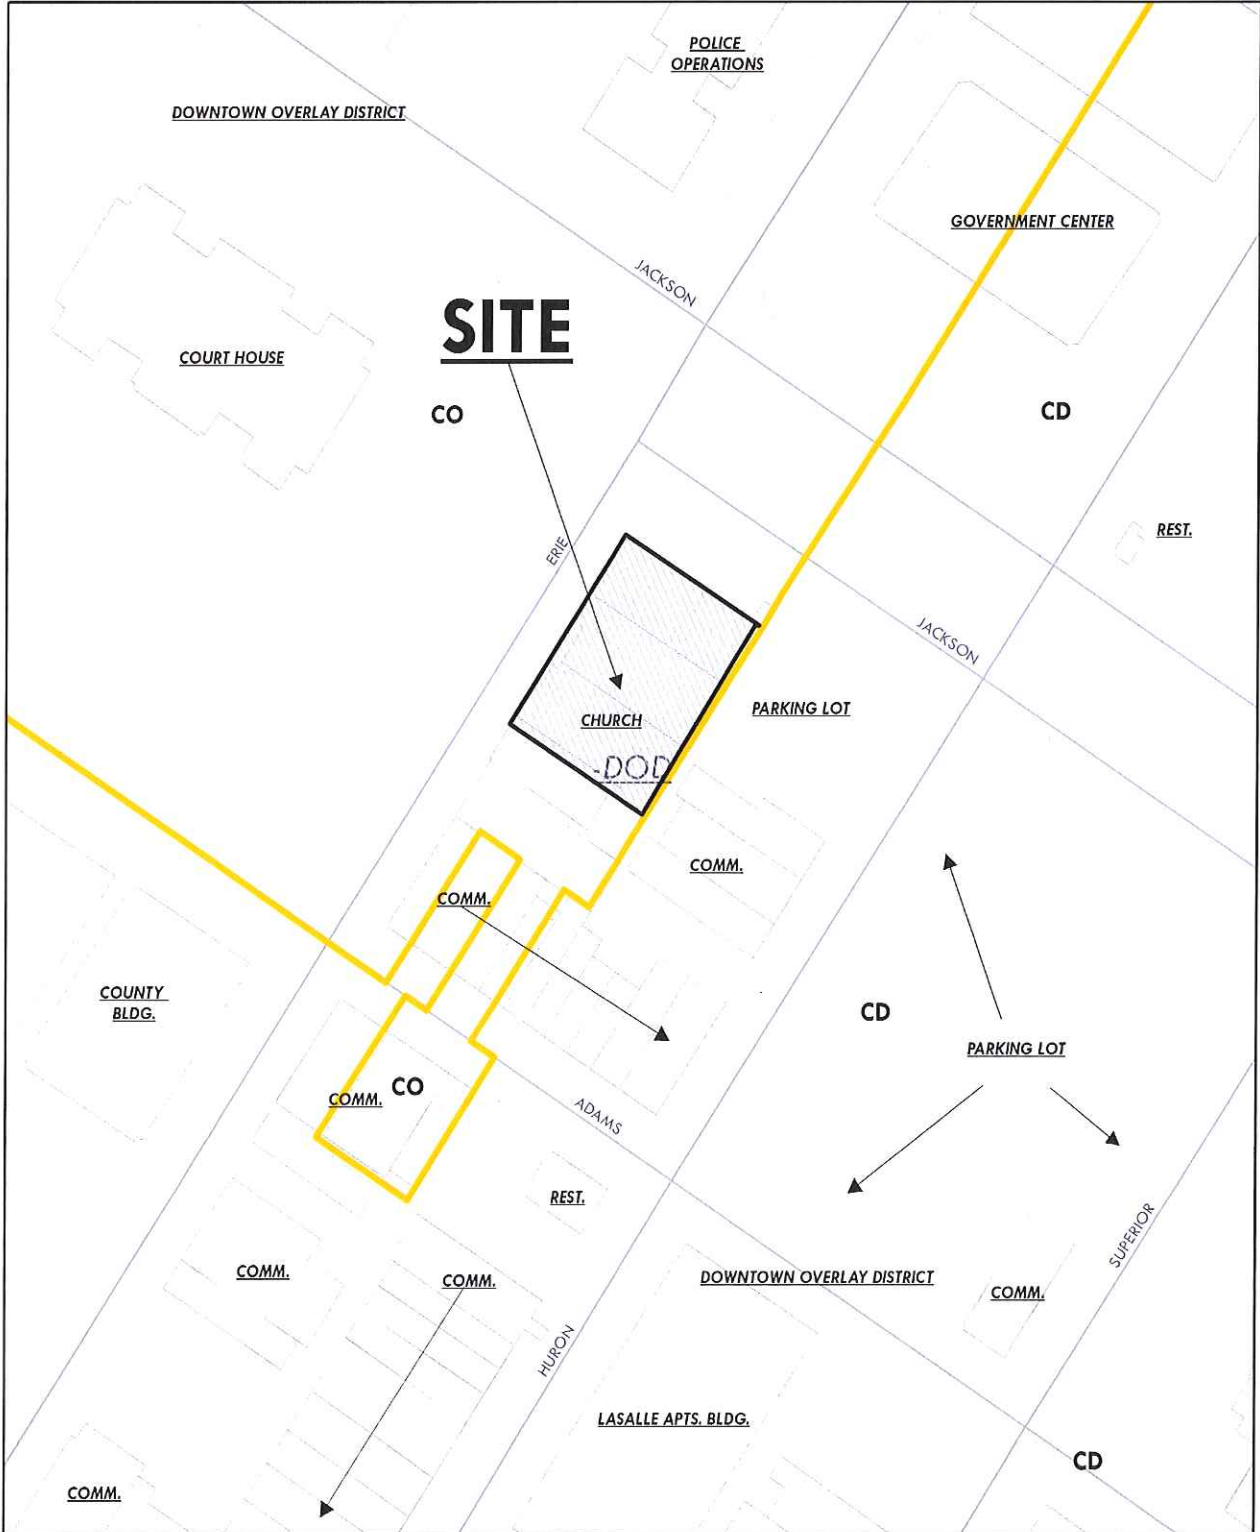 POLICE
OPERATIONS
DOWNTOWN OVERLAY DISTRICT
GOVERNMENT CENTER
JACKSON
SITE
COURT HOUSE
CO
CD
REST.
ERIE
JACKSON
PARKING LOT
CHURCH
-DOD
COMM.
COMM.
COUNTY
BLDG.
CD
PARKING LOT
CO
COMM.
ADAMS
REST.
SUPERIOR
COMM.
COMM.
DOWNTOWN OVERLAY DISTRICT
COMM.
HURON
LASALLE APTS. BLDG.
CD
COMM.